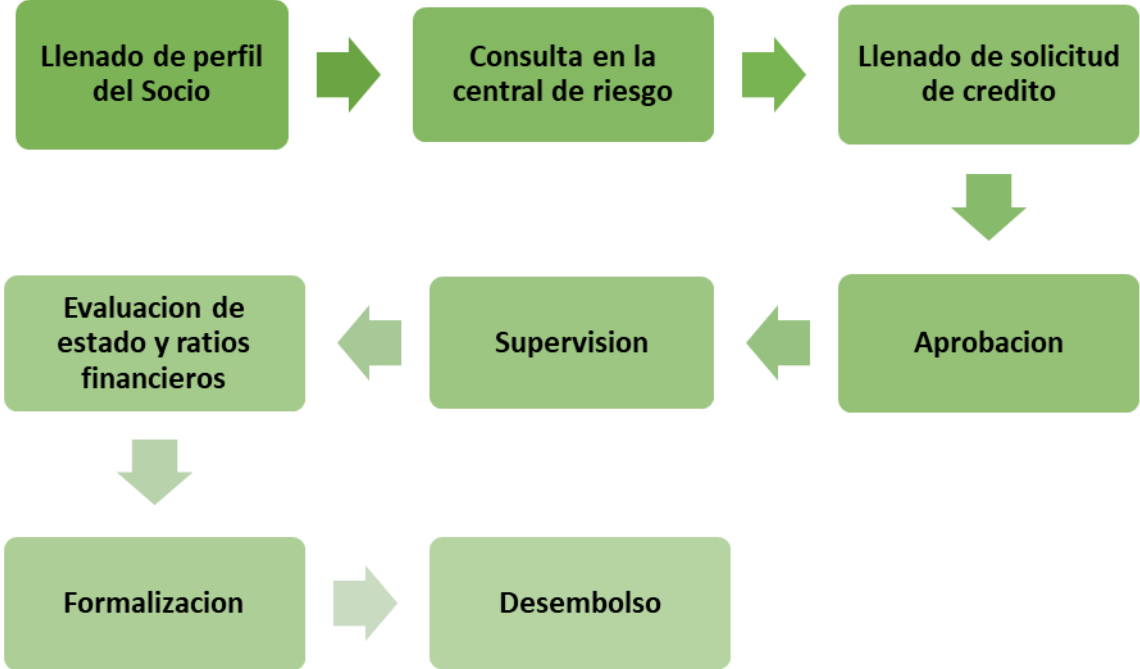 Llenado de perfil
del Socio
Consulta en la
central de riesgo
Llenado de solicitud
de credito
Aprobacion
Supervision
Evaluacion de
estado y ratios
financieros
Formalizacion
Desembolso